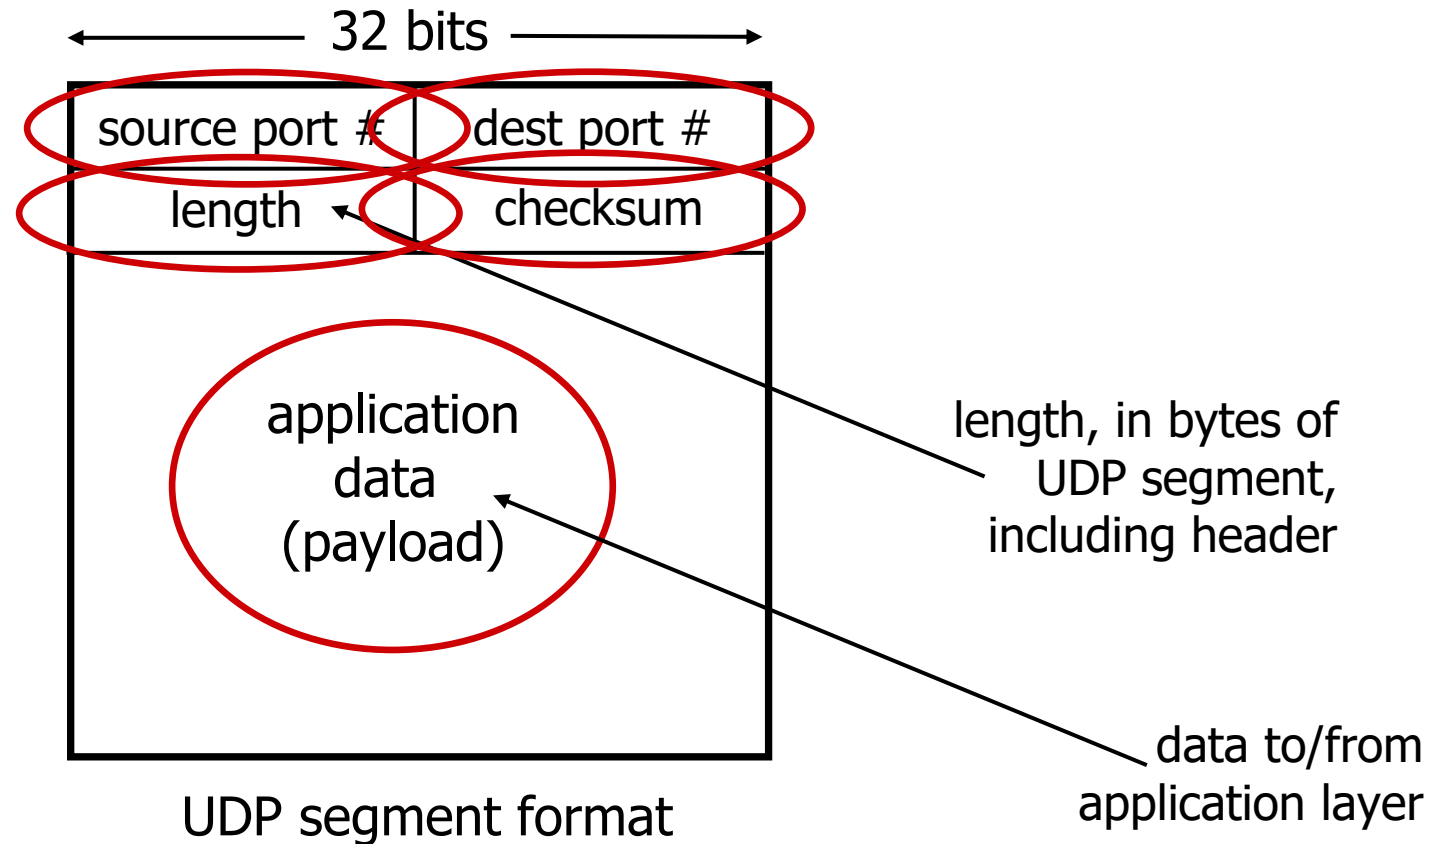 32 bits
source port #
dest port #
length
checksum
application
data
(payload)
length, in bytes of
UDP segment,
including header
data to/from
application layer
UDP segment format